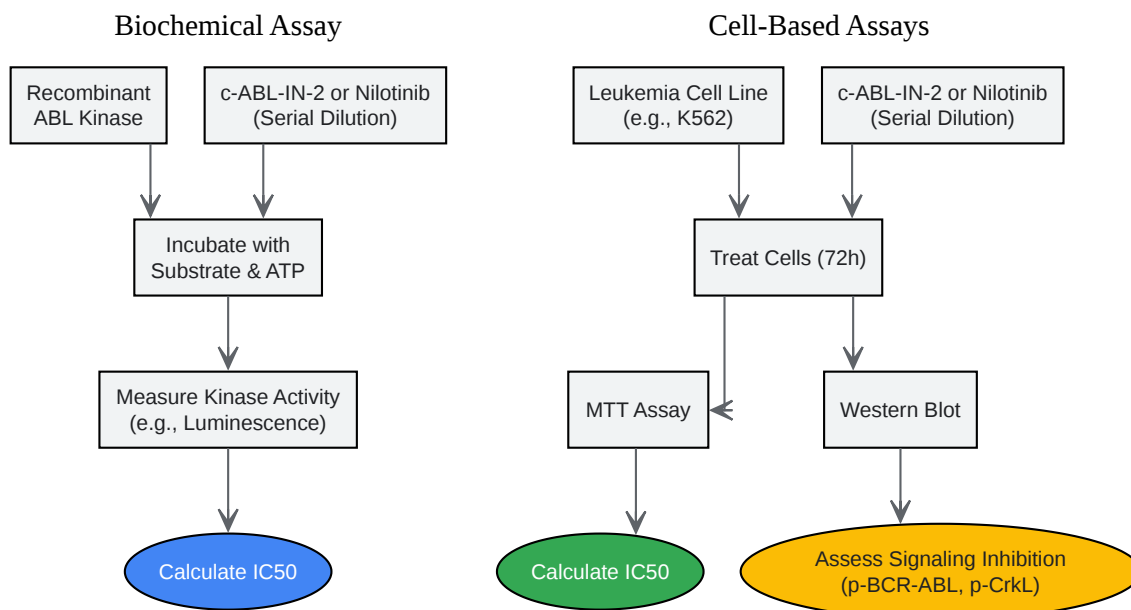 Biochemical Assay
Recombinant
ABL Kinase
c-ABL-IN-2 or Nilotinib
(Serial Dilution)
Incubate with
Substrate & ATP
Measure Kinase Activity
(e.g., Luminescence)
Calculate IC50
Cell-Based Assays
Leukemia Cell Line
(e.g., K562)
c-ABL-IN-2 or Nilotinib
(Serial Dilution)
Treat Cells (72h)
MTT Assay
Western Blot
Calculate IC50
Assess Signaling Inhibition
(p-BCR-ABL, p-CrkL)